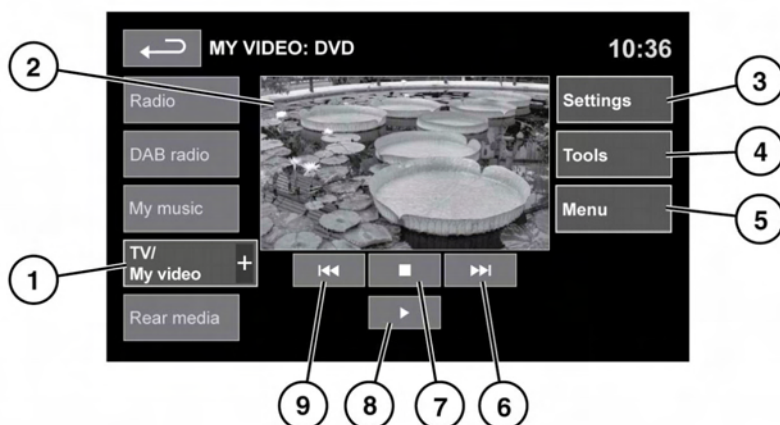 MY VIDEO: DVD
10:36
2
Radio
Settings
3
DAB radio
Tools
4
My music
Menu
5
1
TV/
My video +
Rear media
9
8
7
6